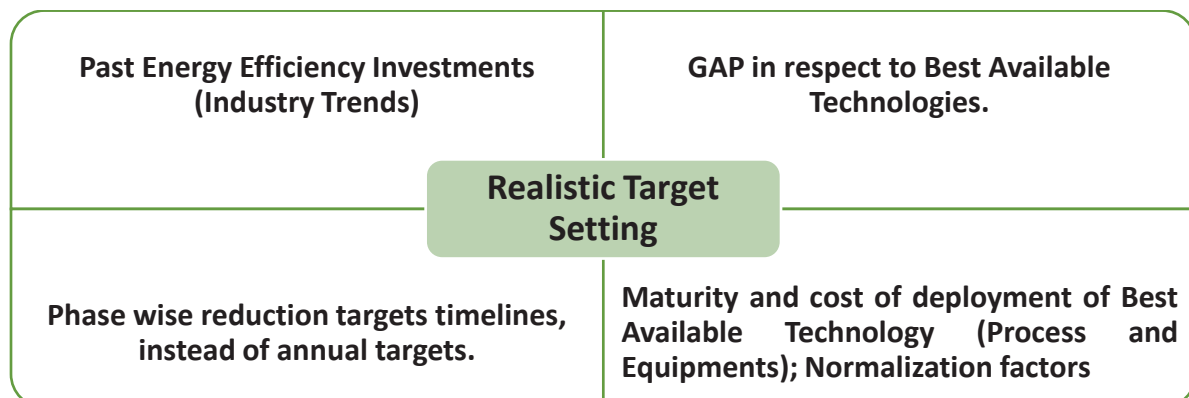 Past Energy Efficiency Investments
(Industry Trends)
GAP in respect to Best Available
Technologies.
Realistic Target
Setting
Phase wise reduction targets timelines,
instead of annual targets.
Maturity and cost of deployment of Best
Available Technology (Process and
Equipments); Normalization factors